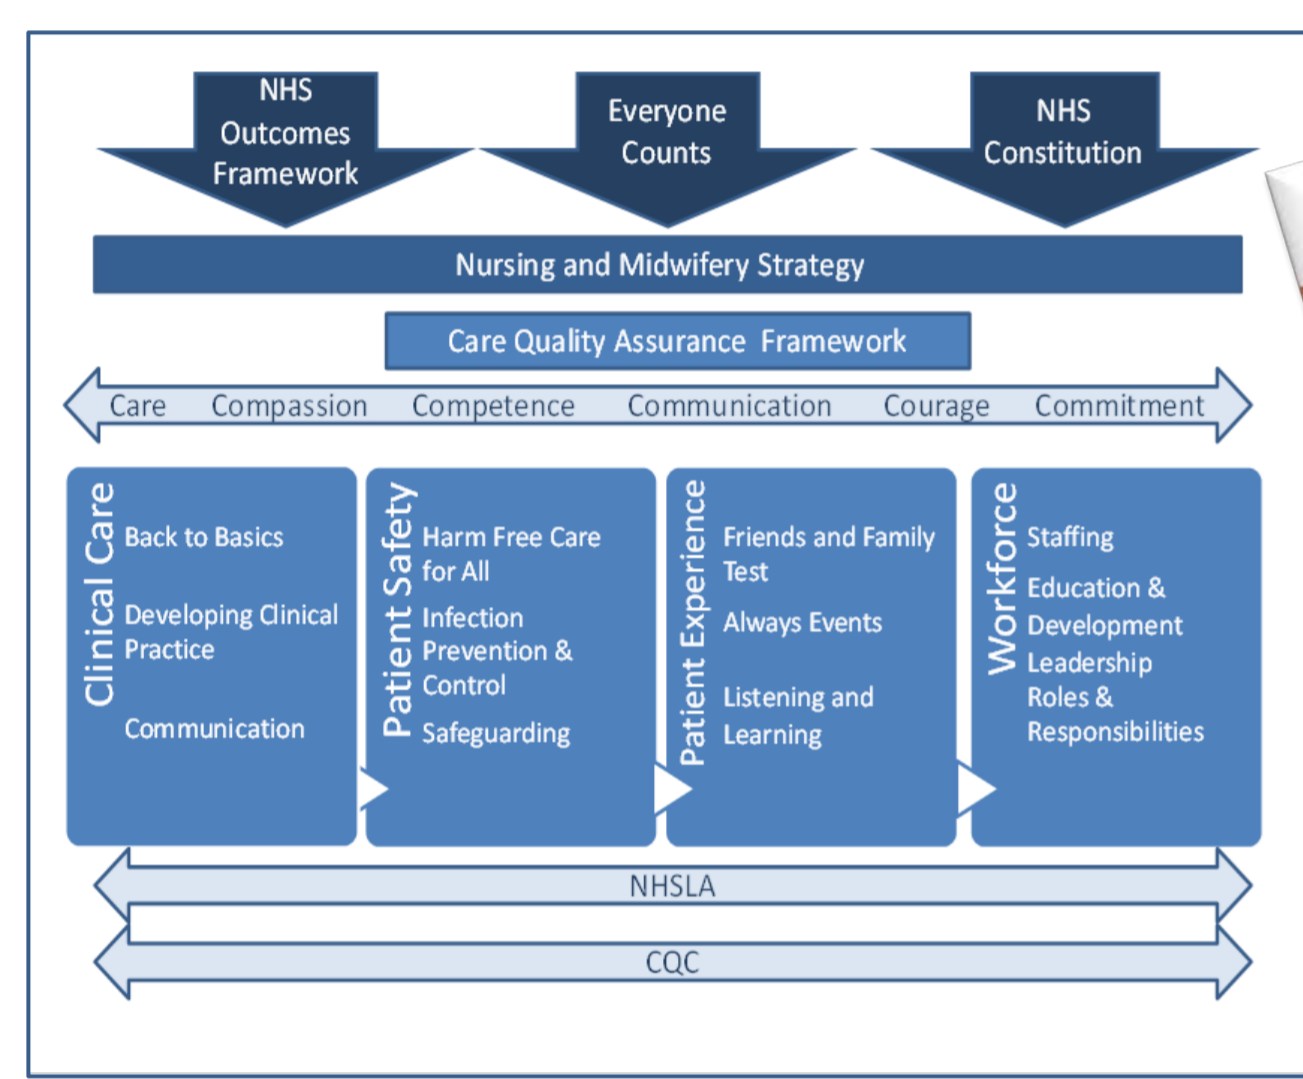 NHS
Outcomes
Framework
Everyone
Counts
NHS
Constitution
Nursing and Midwifery Strategy
Care Quality Assurance Framework
Care Compassion Competence Communication Courage Commitment
Clinical Care
Back to Basics
Developing Clinical
Practice
Communication
Patient Safety
Harm Free Care
for All
Infection
Prevention &
Control
Safeguarding
Patient Experience
Friends and Family
Test
Always Events
Listening and
Learning
Workforce
Staffing
Education &
Development
Leadership
Roles &
Responsibilities
NHSLA
CQC